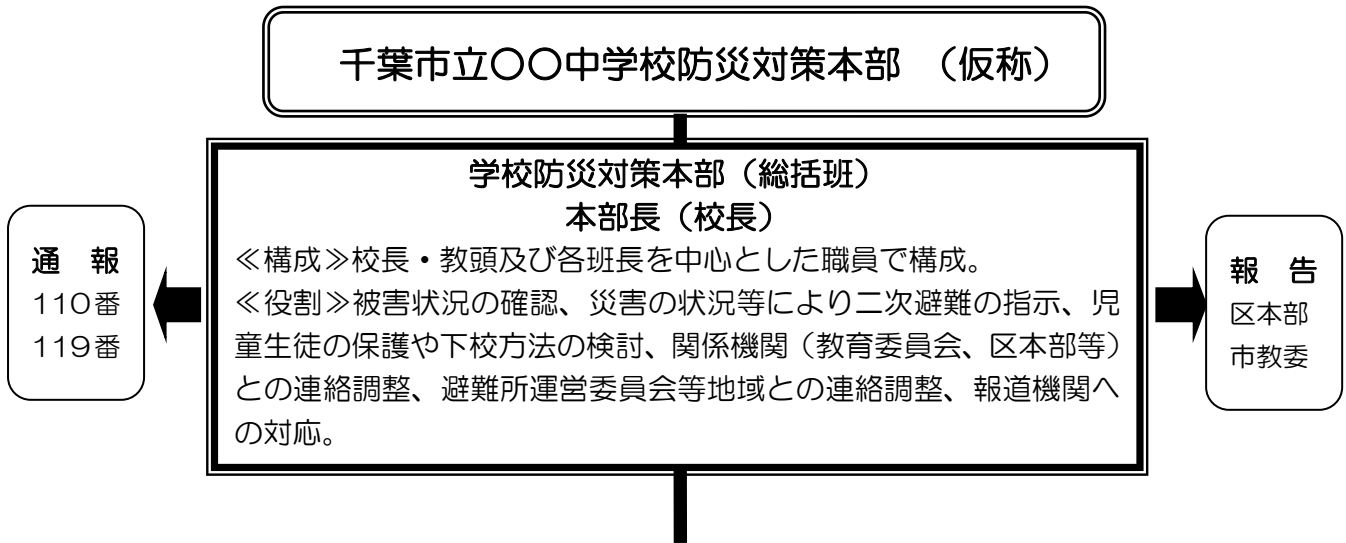 千葉市立〇〇中学校防災対策本部　（仮称）
学校防災対策本部（総括班）
本部長（校長）
≪構成≫校長・教頭及び各班長を中心とした職員で構成。
≪役割≫被害状況の確認、災害の状況等により二次避難の指示、児
童生徒の保護や下校方法の検討、関係機関（教育委員会、区本部等）
との連絡調整、避難所運営委員会等地域との連絡調整、報道機関へ
の対応。
通　報
110番
119番
報　告
区本部
市教委